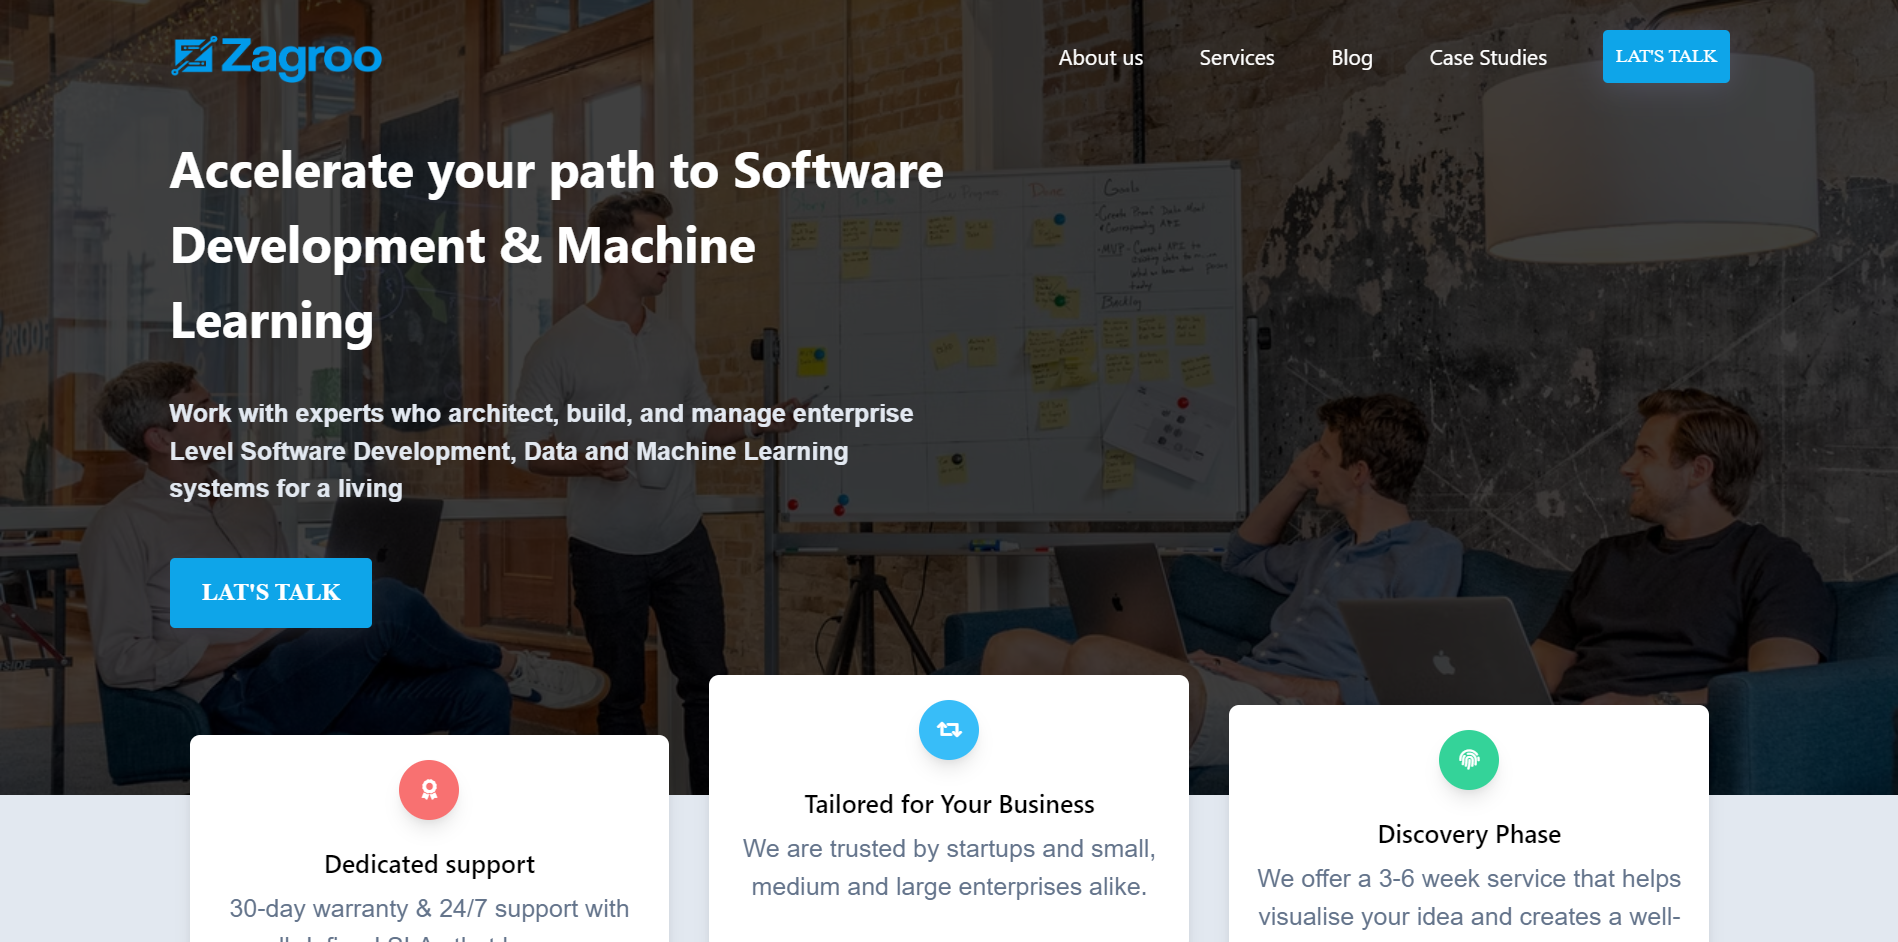 Zagroo
About us
Services
Blog
Case Studies
LAT'S TALK
Accelerate your path to Software
Development & Machine
Learning
Work with experts who architect, build, and manage enterprise
Level Software Development, Data and Machine Learning
systems for a living
LAT'S TALK
Goals
Backlog
Dedicated support
30-day warranty & 24/7 support with
Tailored for Your Business
We are trusted by startups and small,
medium and large enterprises alike.
Discovery Phase
We offer a 3-6 week service that helps
visualise your idea and creates a well-